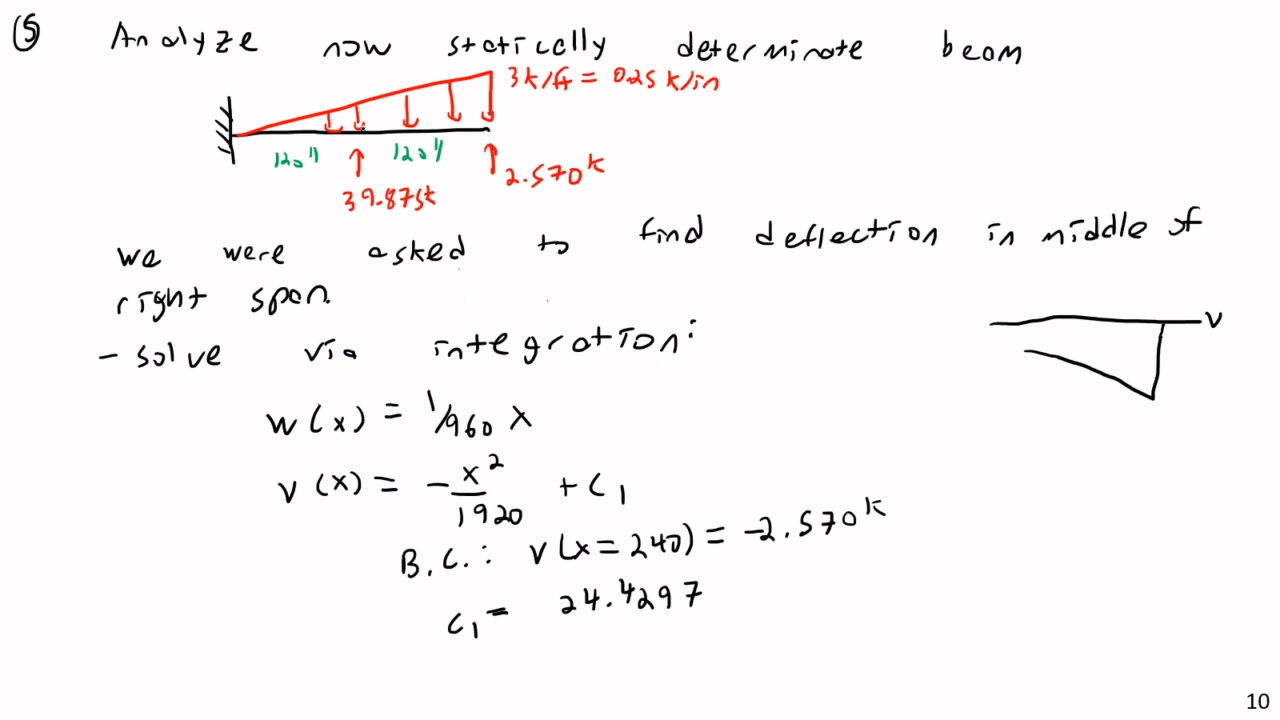 ⑤ Analyze now statically determinate beam
3k/ft = 0.25 k/in
120" 120"
39.875k
2.570k
we were asked to find deflection in middle of
right span.
- solve via integration:
V
w(x) = 1/960 x
v(x) = -x²/1920 + C₁
B.C.: v(x=240) = -2.570k
C₁ = 24.4297
10